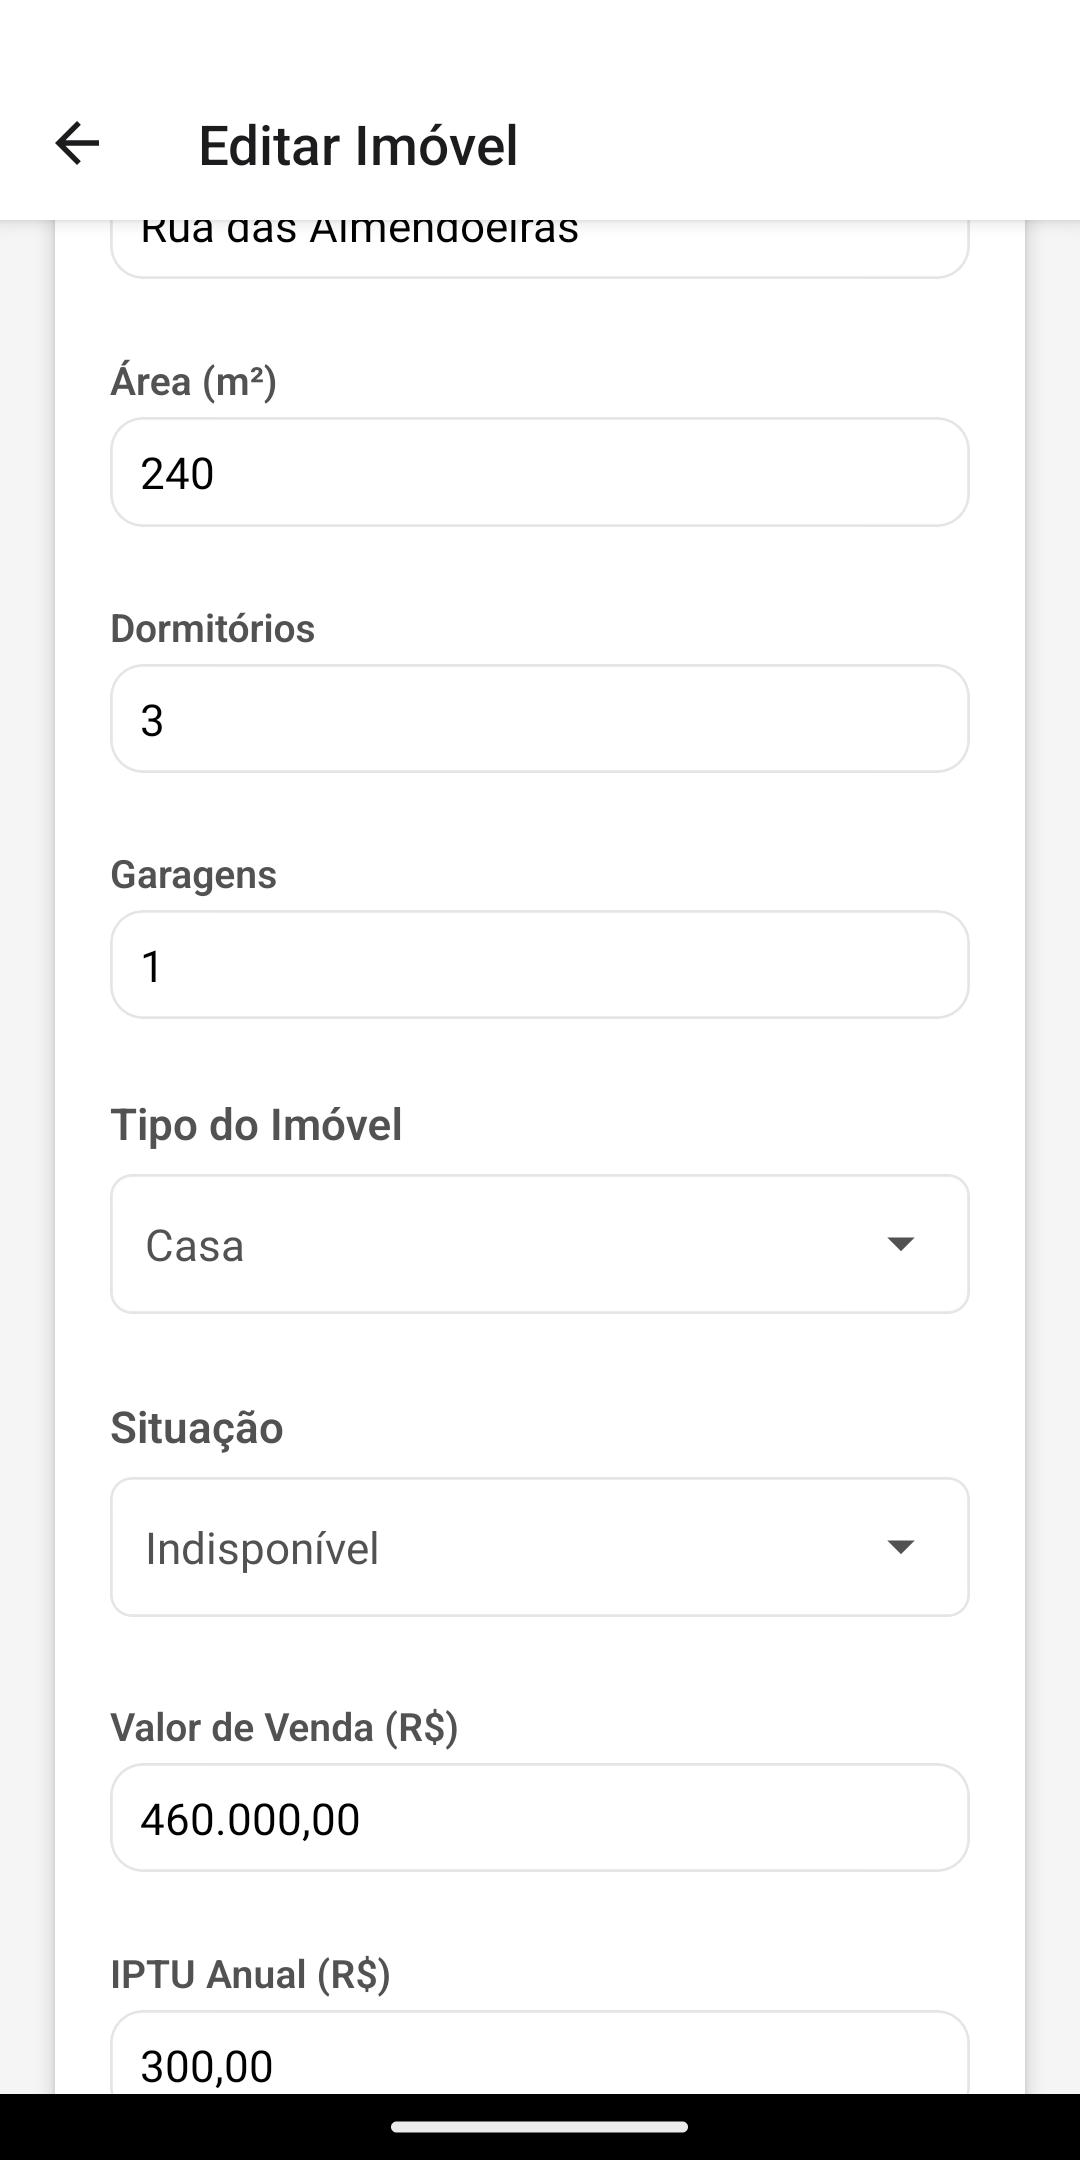 Editar Imóvel
Rua das Almendoeiras
Área (m²)
240
Dormitórios
3
Garagens
1
Tipo do Imóvel
Casa
Situação
Indisponível
Valor de Venda (R$)
460.000,00
IPTU Anual (R$)
300,00